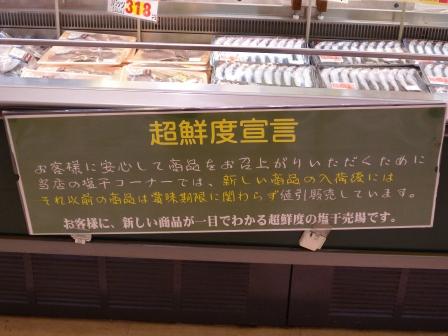 318
超鮮度宣言
お客様に安心して商品をお召上がりいただくために
当店の塩干コーナーでは、新しい商品の入荷後には
それ以前の商品は賞味期限に関わらず値引販売しています。
お客様に、新しい商品が一目でわかる超鮮度の塩干売場です。